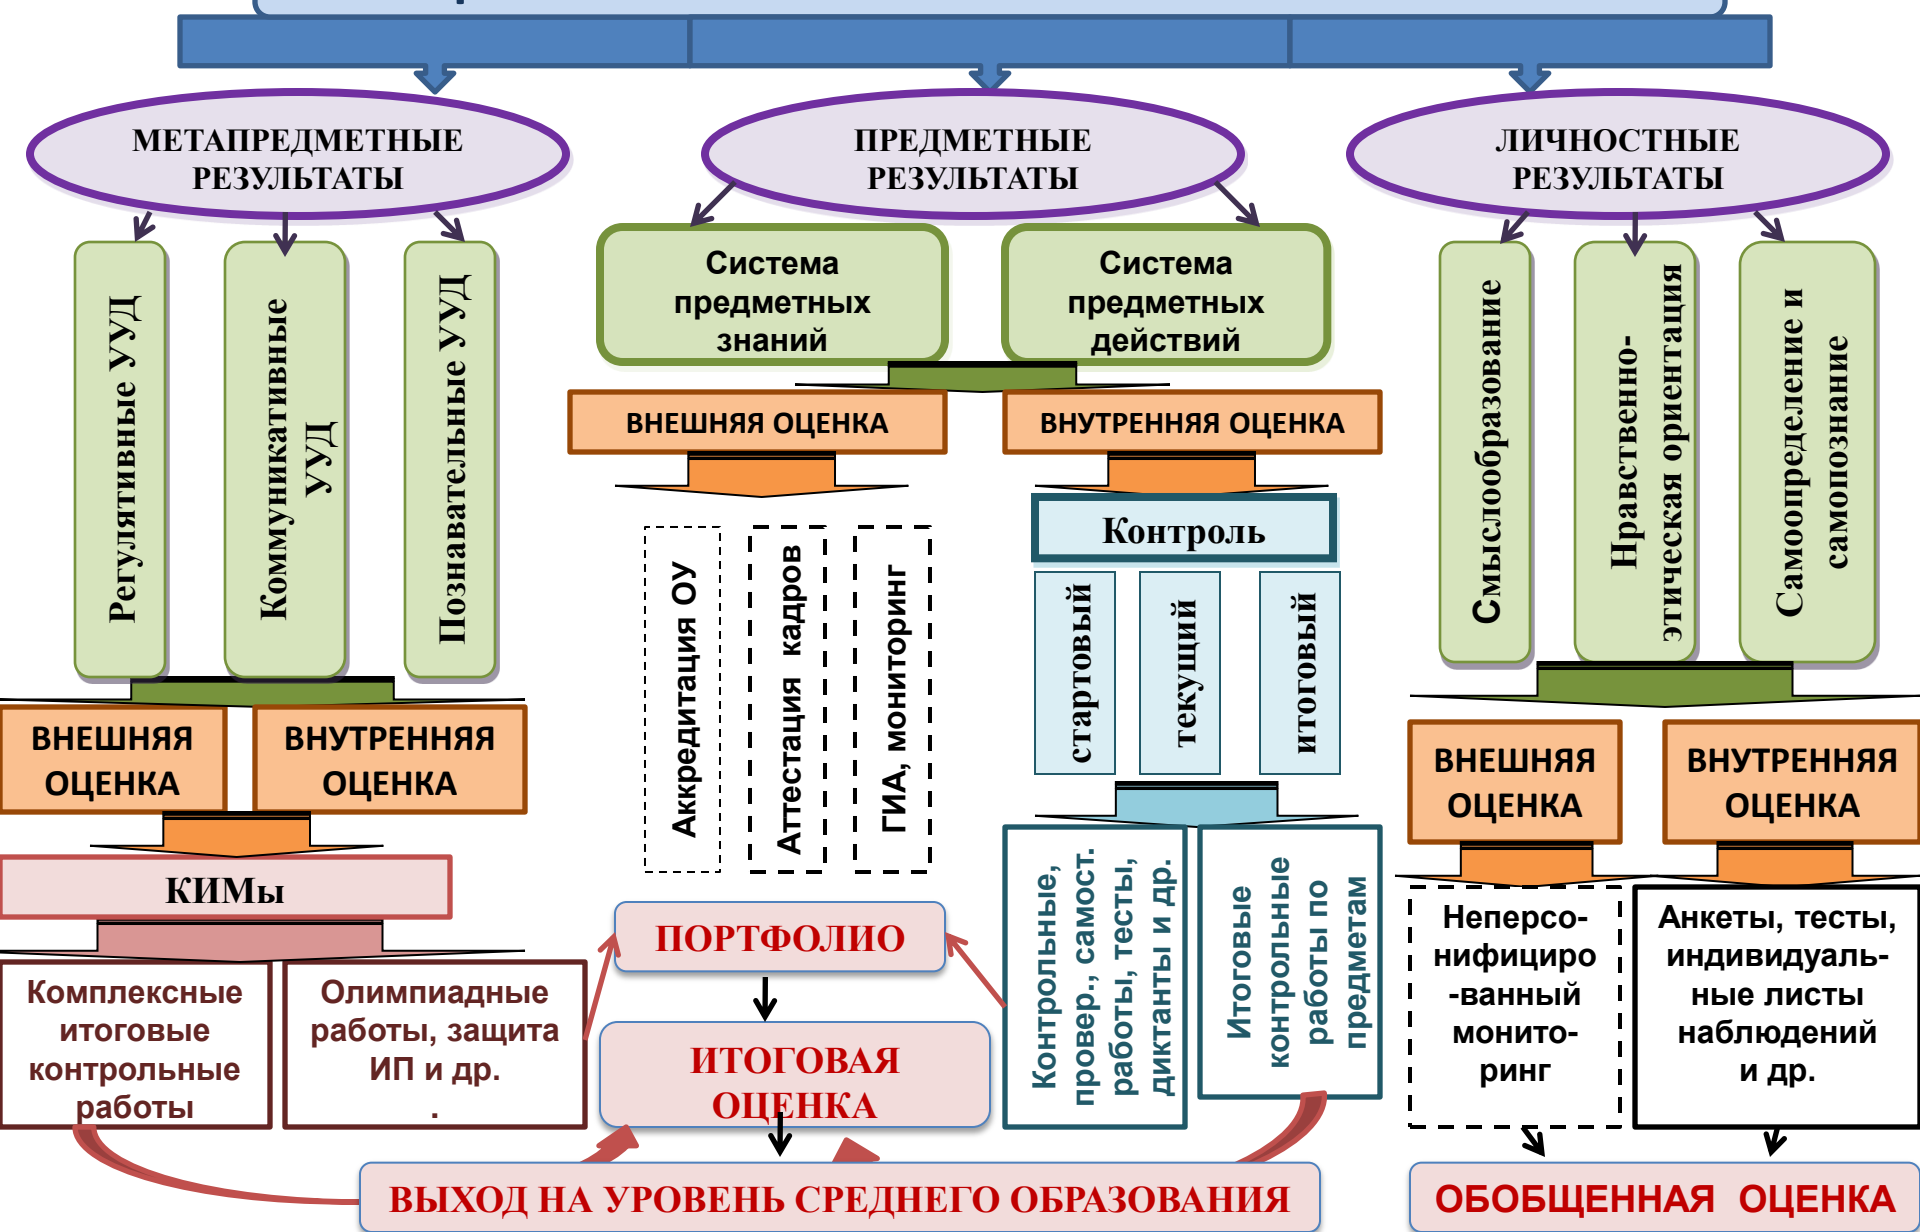 МЕТАПРЕДМЕТНЫЕ
РЕЗУЛЬТАТЫ
ПРЕДМЕТНЫЕ
РЕЗУЛЬТАТЫ
ЛИЧНОСТНЫЕ
РЕЗУЛЬТАТЫ
Регулятивные УУД
Коммуникативные
УУД
Познавательные УУД
Система
предметных
знаний
Система
предметных
действий
Смыслообразование
Нравственно-
этическая ориентация
Самоопределение и
самопознание
ВНЕШНЯЯ ОЦЕНКА
ВНУТРЕННЯЯ ОЦЕНКА
Контроль
Аккредитация ОУ
Аттестация кадров
ГИА, мониторинг
стартовый
текущий
итоговый
ВНЕШНЯЯ
ОЦЕНКА
ВНУТРЕННЯЯ
ОЦЕНКА
ВНЕШНЯЯ
ОЦЕНКА
ВНУТРЕННЯЯ
ОЦЕНКА
КИМы
Комплексные
итоговые
контрольные
работы
Олимпиадные
работы, защита
ИП и др.
.
ПОРТФОЛИО
ИТОГОВАЯ
ОЦЕНКА
Контрольные,
провер., самост.
работы, тесты,
диктанты и др.
Итоговые
контрольные
работы по
предметам
Неперсо-
нифициро
-ванный
монито-
ринг
Анкеты, тесты,
индивидуаль-
ные листы
наблюдений
и др.
ВЫХОД НА УРОВЕНЬ СРЕДНЕГО ОБРАЗОВАНИЯ
ОБОБЩЕННАЯ ОЦЕНКА